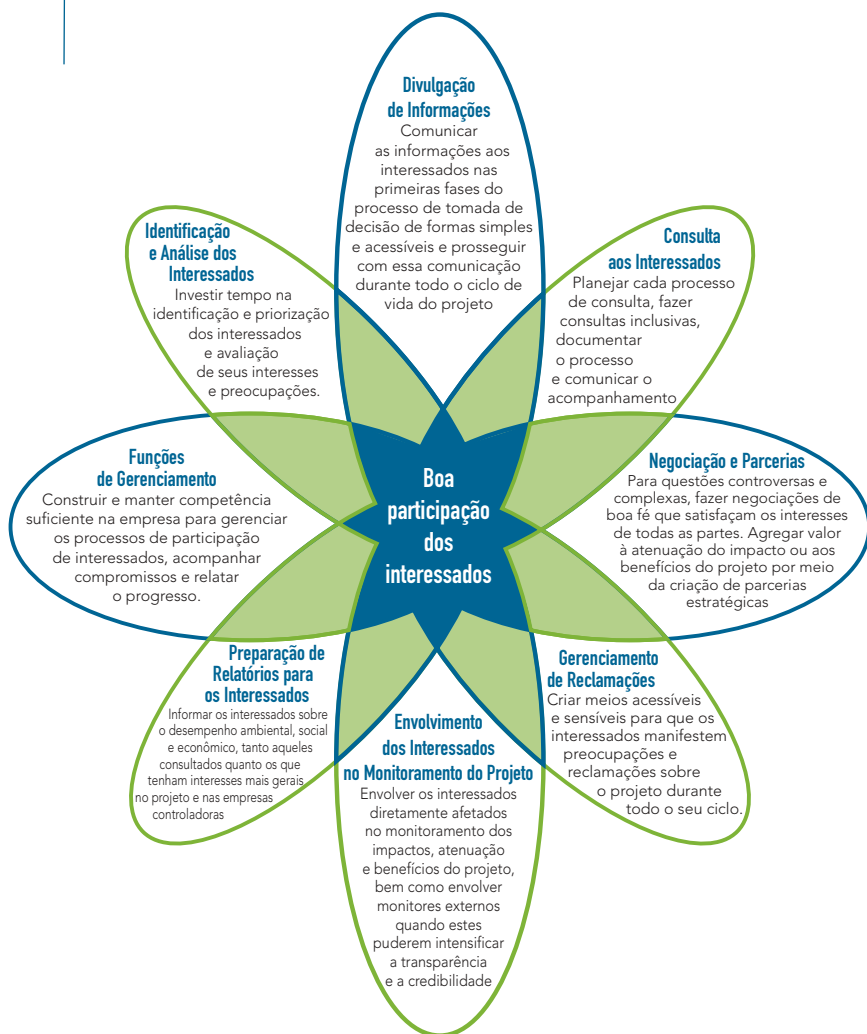 Divulgação
de Informações
Comunicar
as informações aos
interessados nas
primeiras fases do
processo de tomada de
decisão de formas simples
e acessíveis e prosseguir
com essa comunicação
durante todo o ciclo de
vida do projeto
Identificação
e Análise dos
Interessados
Investir tempo na
identificação e priorização
dos interessados
e avaliação
de seus interesses
e preocupações.
Consulta
aos Interessados
Planejar cada processo
de consulta, fazer
consultas inclusivas,
documentar
o processo
e comunicar o
acompanhamento
Funções
de Gerenciamento
Construir e manter competência
suficiente na empresa para gerenciar
os processos de participação
de interessados, acompanhar
compromissos e relatar
o progresso.
Boa
participação
dos
interessados
Negociação e Parcerias
Para questões controversas e
complexas, fazer negociações de
boa fé que satisfaçam os interesses
de todas as partes. Agregar valor
à atenuação do impacto ou aos
benefícios do projeto por meio
da criação de parcerias
estratégicas
Preparação de
Relatórios para
os Interessados
Informar os interessados sobre
o desempenho ambiental, social
e econômico, tanto aqueles
consultados quanto os que
tenham interesses mais gerais
no projeto e nas empresas
controladoras
Envolvimento
dos Interessados
no Monitoramento do Projeto
Envolver os interessados
diretamente afetados
no monitoramento dos
impactos, atenuação
e benefícios do projeto,
bem como envolver
monitores externos
quando estes
puderem intensificar
a transparência
e a credibilidade
Gerenciamento
de Reclamações
Criar meios acessíveis
e sensíveis para que os
interessados manifestem
preocupações e
reclamações sobre
o projeto durante
todo o seu ciclo.